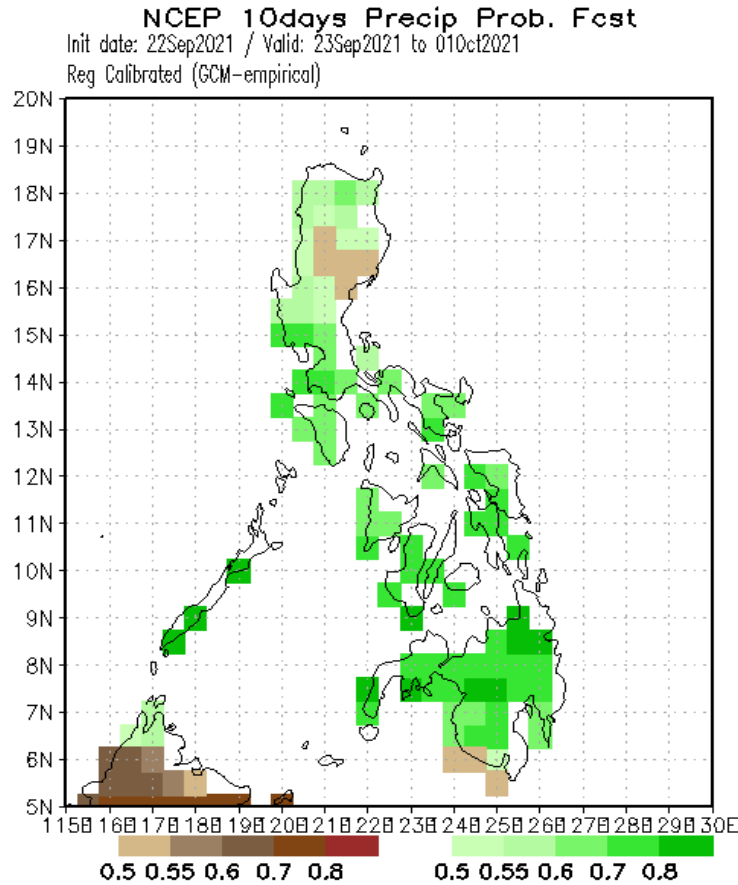 NCEP 10days Precip Prob. Fcst
Init date: 22Sep2021 / Valid: 23Sep2021 to 01Oct2021
Reg Calibrated (GCM-empirical)
20N
19N
18N
17N
16N
15N
14N
13N
12N
11N
10N
9N
8N
7N
6N
5N
115E 116E 117E 118E 119E 120E 121E 122E 123E 124E 125E 126E 127E 128E 129E 130E
0.5 0.55 0.6 0.7 0.8 0.5 0.55 0.6 0.7 0.8